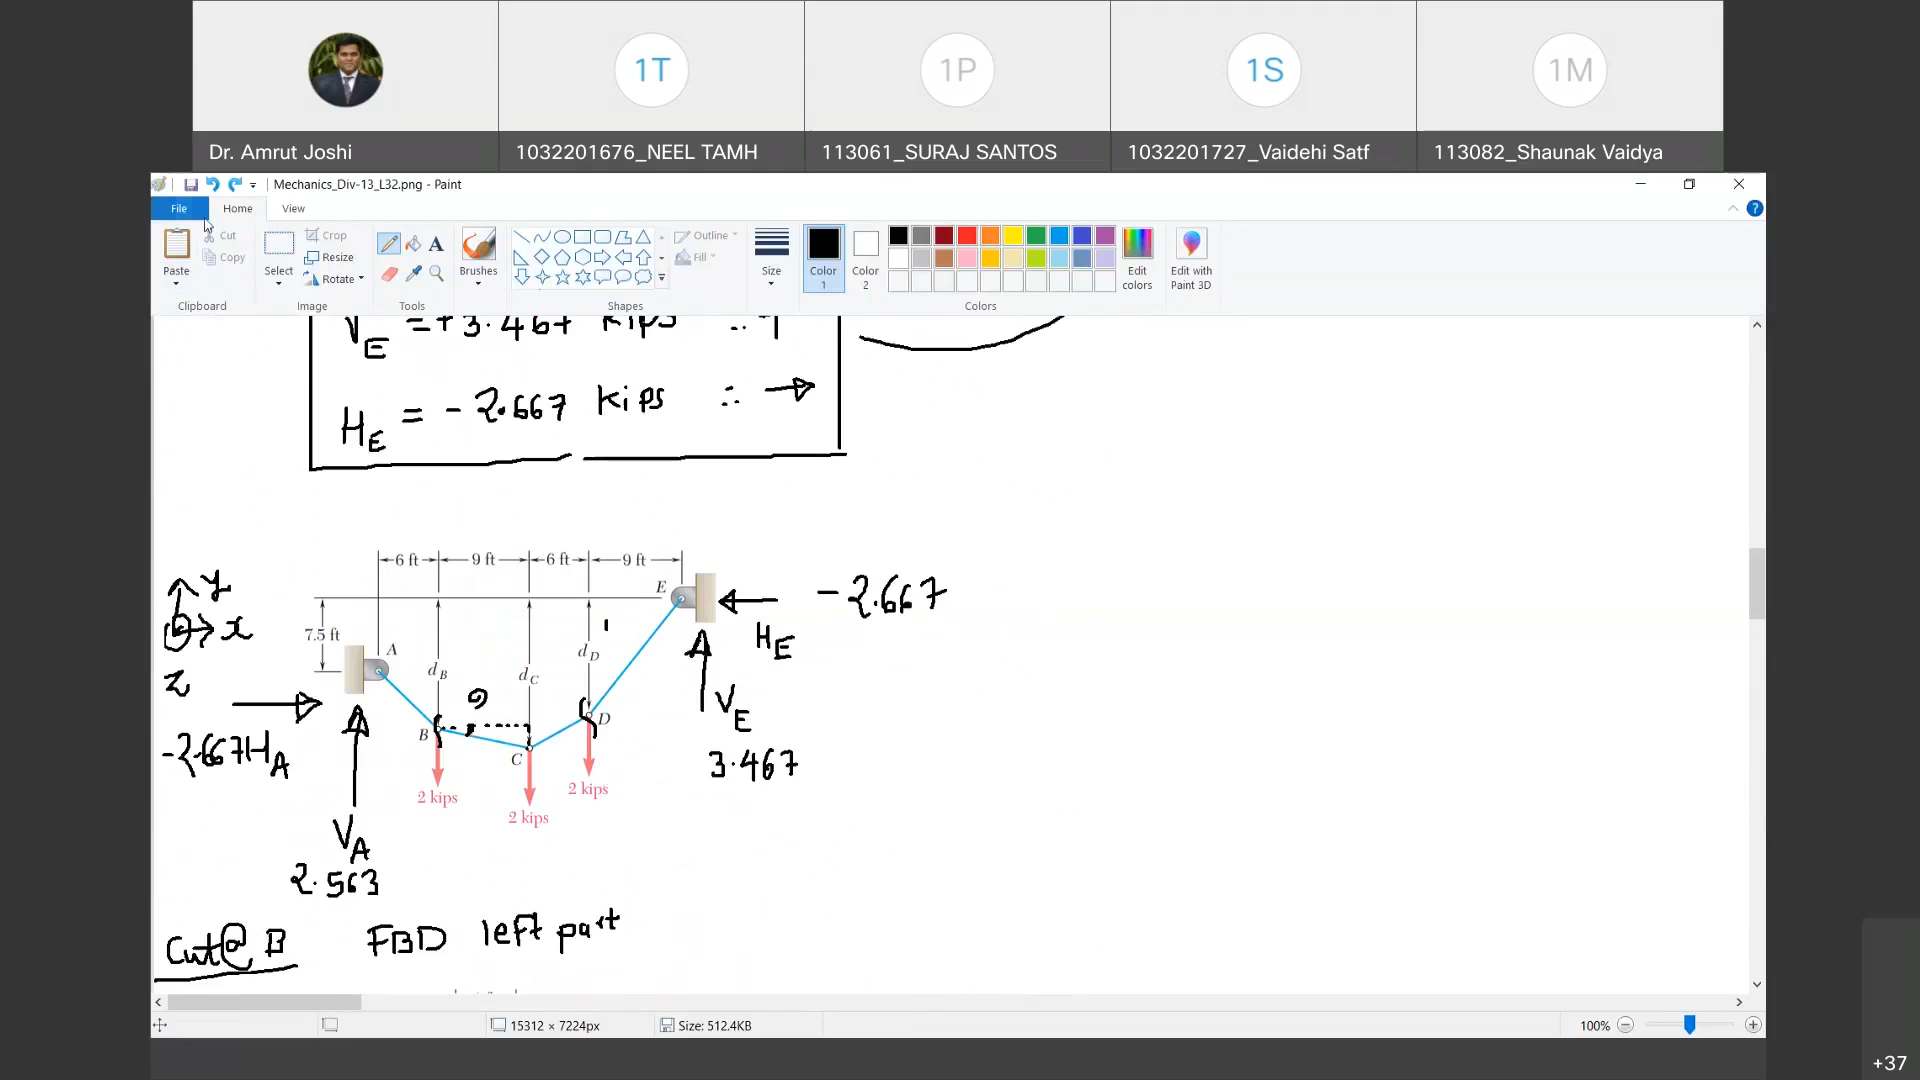 1T
1P
1S
1M
Dr. Amrut Joshi
1032201676_NEEL TAMH
113061_SURAJ SANTOS
1032201727_Vaidehi Satf
113082_Shaunak Vaidya
Mechanics_Div-13_L32.png - Paint
File
Home
View
Paste
Cut
Copy
Clipboard
Select
Crop
Resize
Rotate
Image
A
Tools
Brushes
Outline
Fill
Shapes
Size
Color
1
Color
2
Edit
colors
Edit with
Paint 3D
Colors
V_E = +3.467 kips ∴ ↑
H_E = - 2.667 kips ∴ →
6 ft
9 ft
6 ft
9 ft
E
- 2.667
H_E
7.5 ft
A
d_B
d_C
d_D
y
x
z
9
B
C
D
V_E
3.467
-2.667 H_A
2 kips
2 kips
2 kips
V_A
2.563
Cut@ B FBD left part
15312 × 7224px
Size: 512.4KB
100%
+37